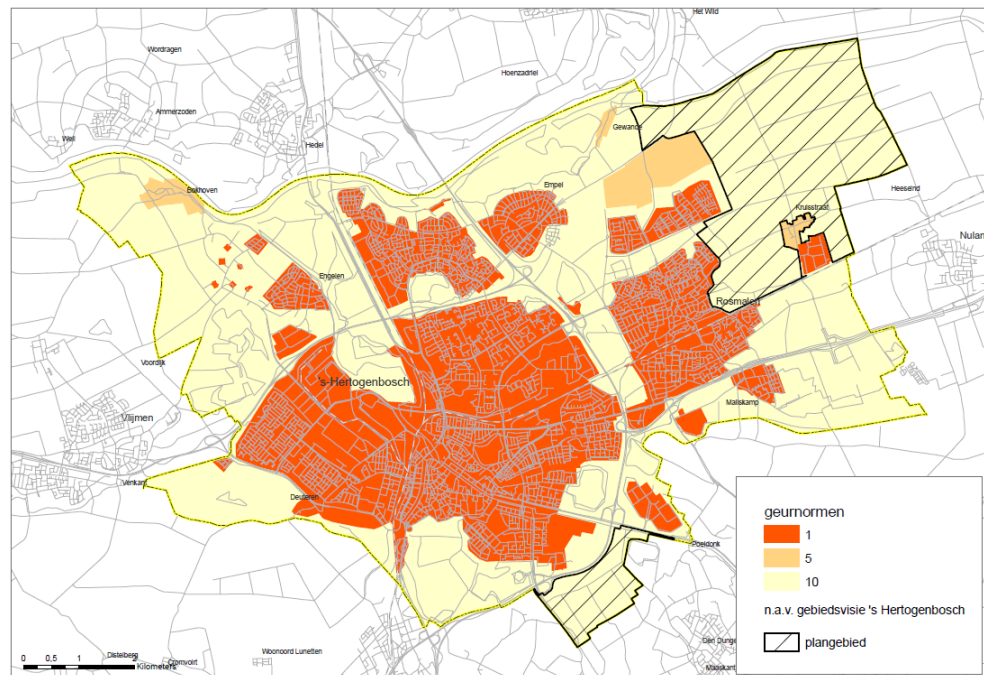 Het Wild
Wordragen
Hoenzadriel
Ammerzoden
Well
Hedel
Gewande
Bokhoven
Empel
Heeseind
Kruisstraat
Nulan
Engelen
Rosmalen
Voordijk
's-Hertogenbosch
Maliskamp
Vlijmen
Venkant
Deuteren
Poeldonk
Den Dunge
Maaskant
Distelberg
Cromvoirt
Woonoord Lunetten
0 0,5 1 2
Kilometers
geurnormen
1
5
10
n.a.v. gebiedsvisie 's Hertogenbosch
plangebied